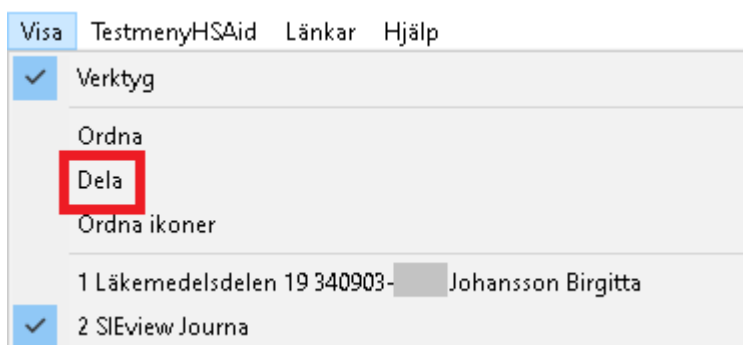 Visa TestmenyHSAid Länkar Hjälp
Verktyg
Ordna
Dela
Ordna ikoner
1 Läkemedelsdelen 19 340903- Johansson Birgitta
2 SIEview Journa